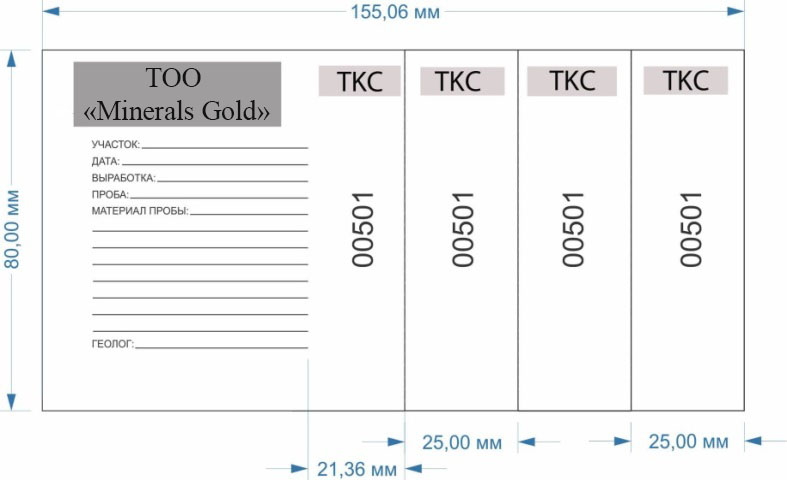 155,06 мм
ТОО
«Minerals Gold»
ТКС ТКС ТКС ТКС
УЧАСТОК:
ДАТА:
ВЫРАБОТКА:
ПРОБА:
МАТЕРИАЛ ПРОБЫ:
00501 00501 00501 00501
80,00 мм
ГЕОЛОГ:
25,00 мм 25,00 мм
21,36 мм